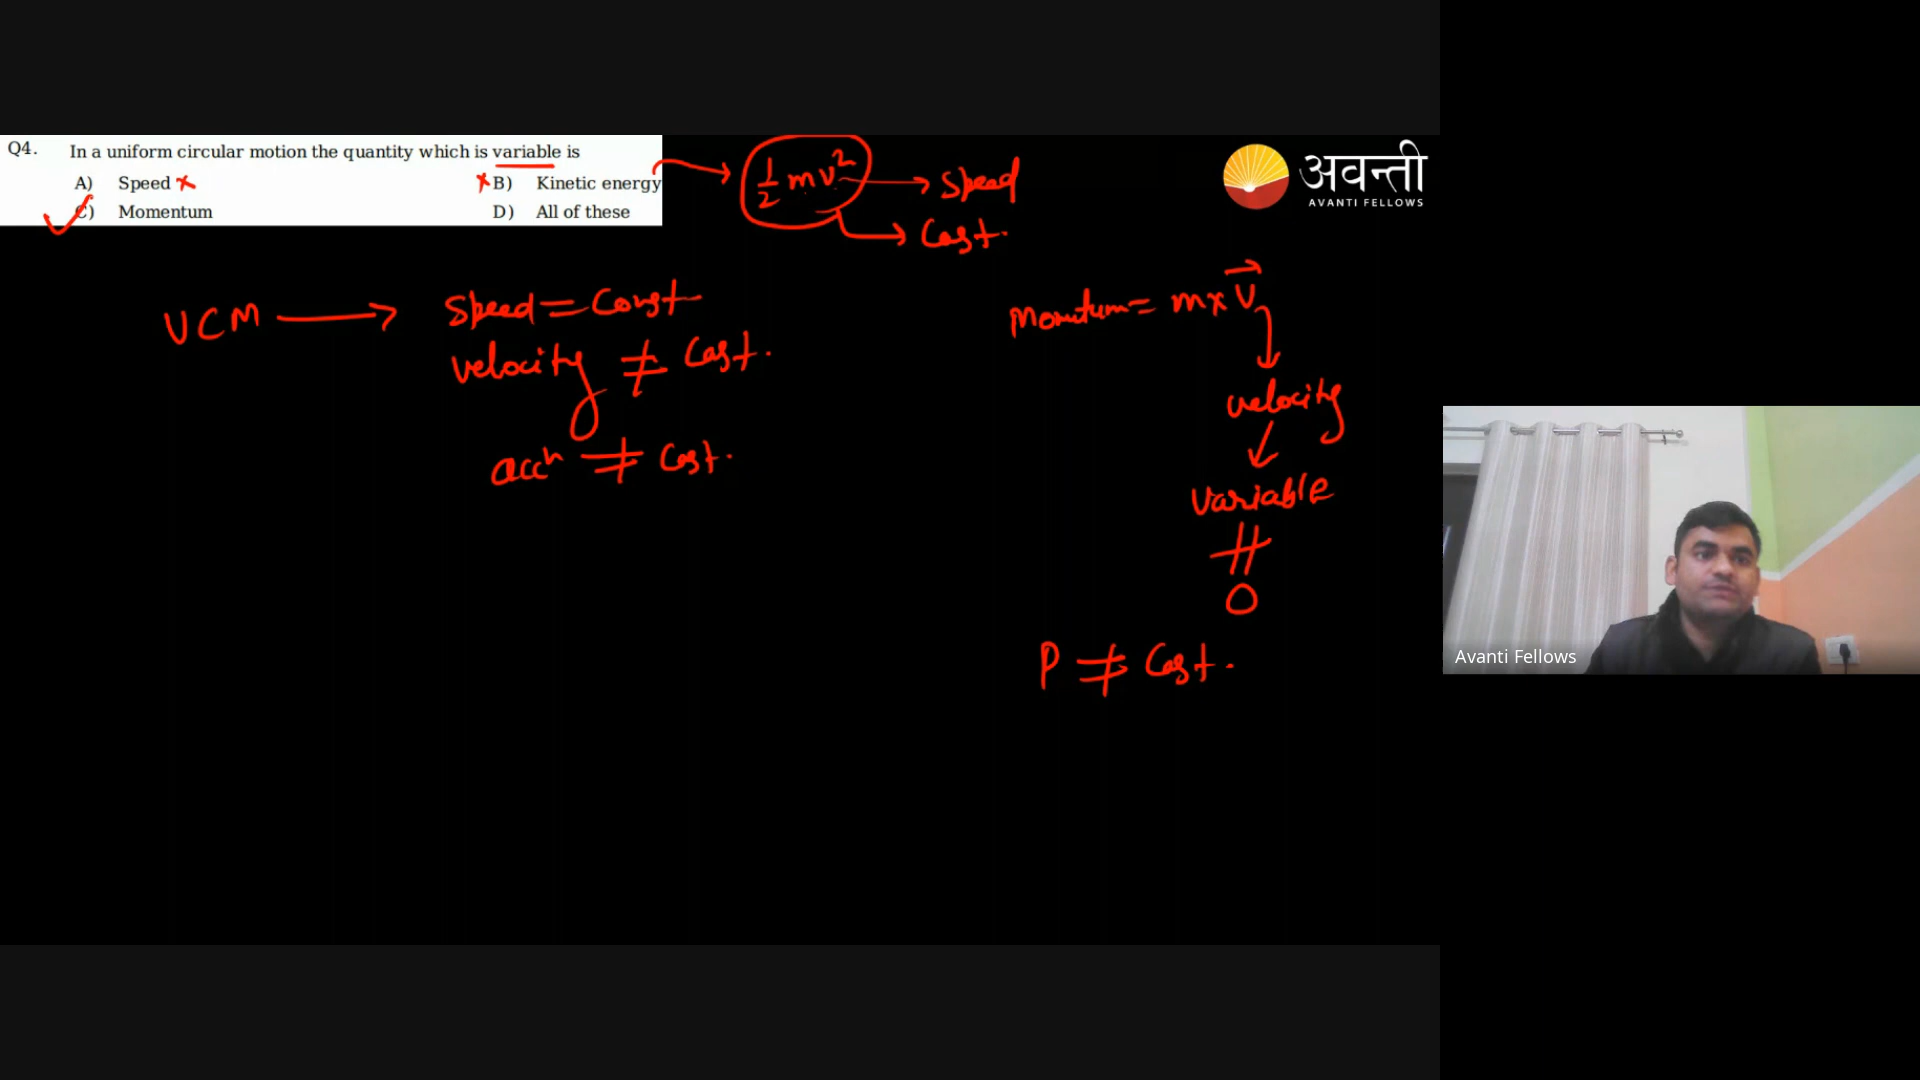 Q4. In a uniform circular motion the quantity which is variable is
A) Speed × × B) Kinetic energy
C) Momentum D) All of these
½ mv² → Speed
→ Cost.
अवन्ती
AVANTI FELLOWS
UCM → Speed = Const
velocity ≠ Cost.
accⁿ ≠ Cost.
Momentum = m × v⃗
velocity
variable
≠
0
P ≠ Cost.
Avanti Fellows